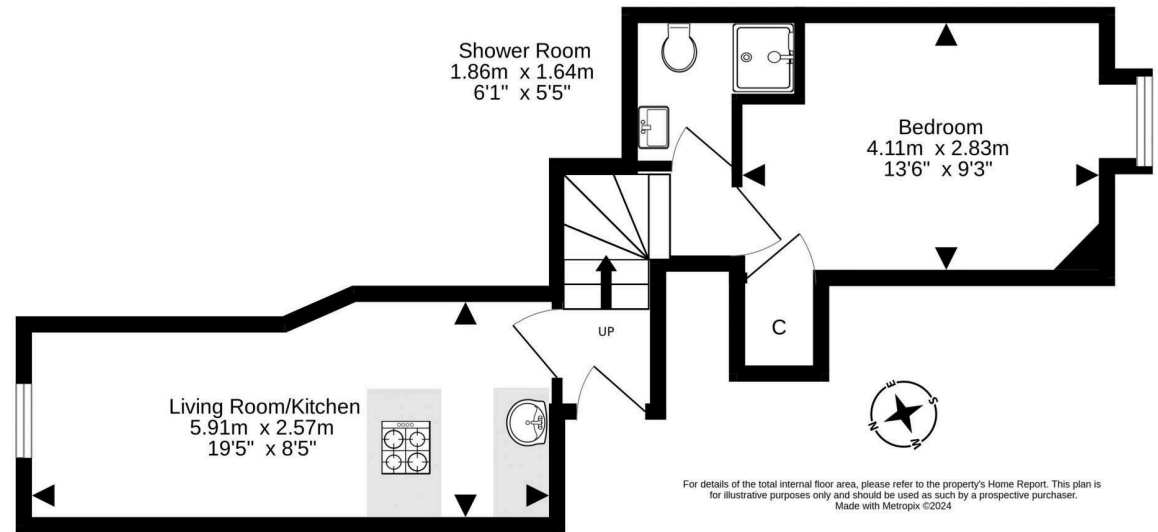 Shower Room
1.86m x 1.64m
6'1" x 5'5"
Bedroom
4.11m x 2.83m
13'6" x 9'3"
UP
C
Living Room/Kitchen
5.91m x 2.57m
19'5" x 8'5"
E
S
N
W
For details of the total internal floor area, please refer to the property's Home Report. This plan is
for illustrative purposes only and should be used as such by a prospective purchaser.
Made with Metropix ©2024